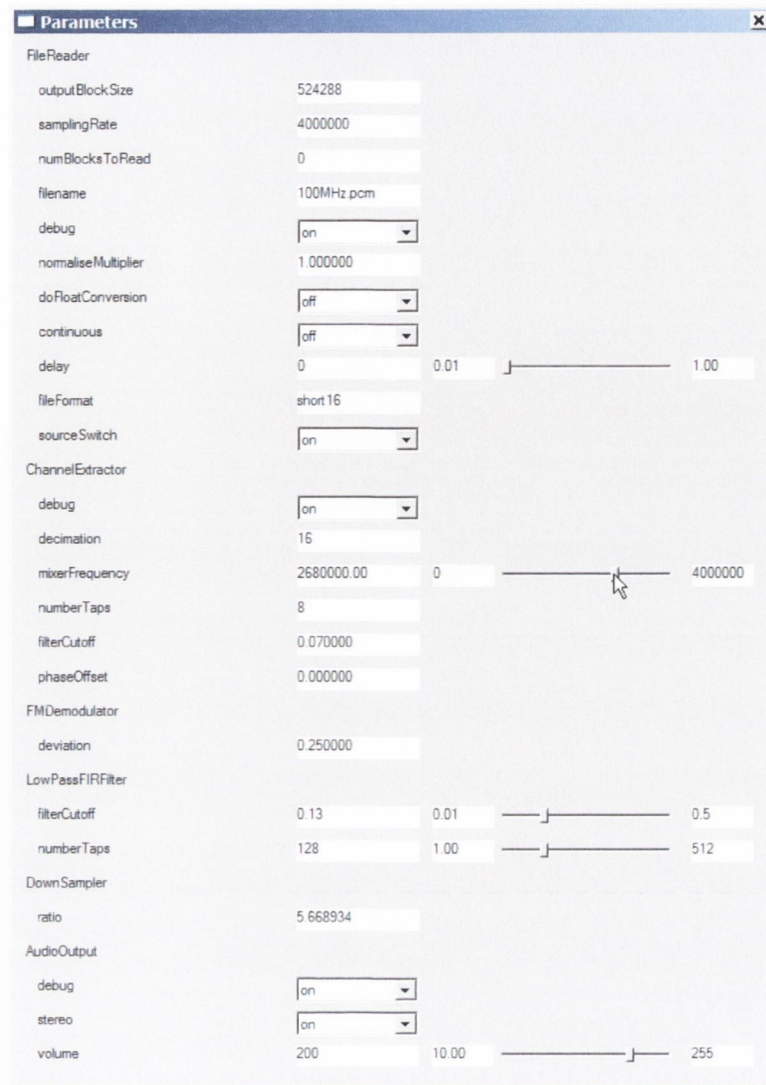 Parameters
FileReader
outputBlockSize 524288
samplingRate 4000000
numBlocksToRead 0
filename 100MHz.pcm
debug on
normaliseMultiplier 1.000000
doFloatConversion off
continuous off
delay 0 0.01 1.00
fileFormat short16
sourceSwitch on
ChannelExtractor
debug on
decimation 16
mixerFrequency 2680000.00 0 4000000
numberTaps 8
filterCutoff 0.070000
phaseOffset 0.000000
FMDemodulator
deviation 0.250000
LowPassFIRFilter
filterCutoff 0.13 0.01 0.5
numberTaps 128 1.00 512
DownSampler
ratio 5.668934
AudioOutput
debug on
stereo on
volume 200 10.00 255